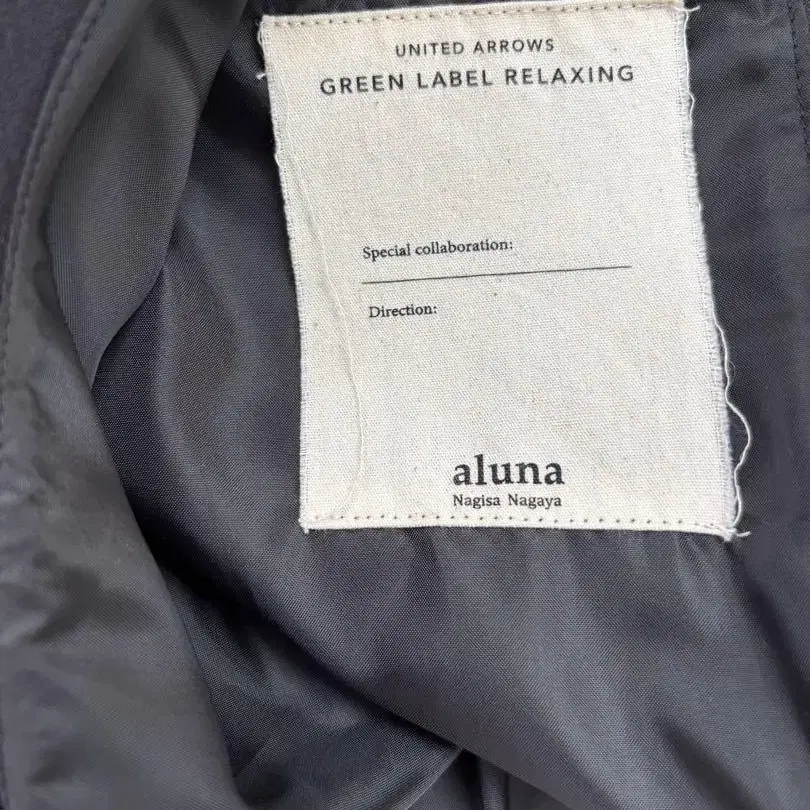 UNITED ARROWS
GREEN LABEL RELAXING
Special collaboration:
Direction:
aluna
Nagisa Nagaya